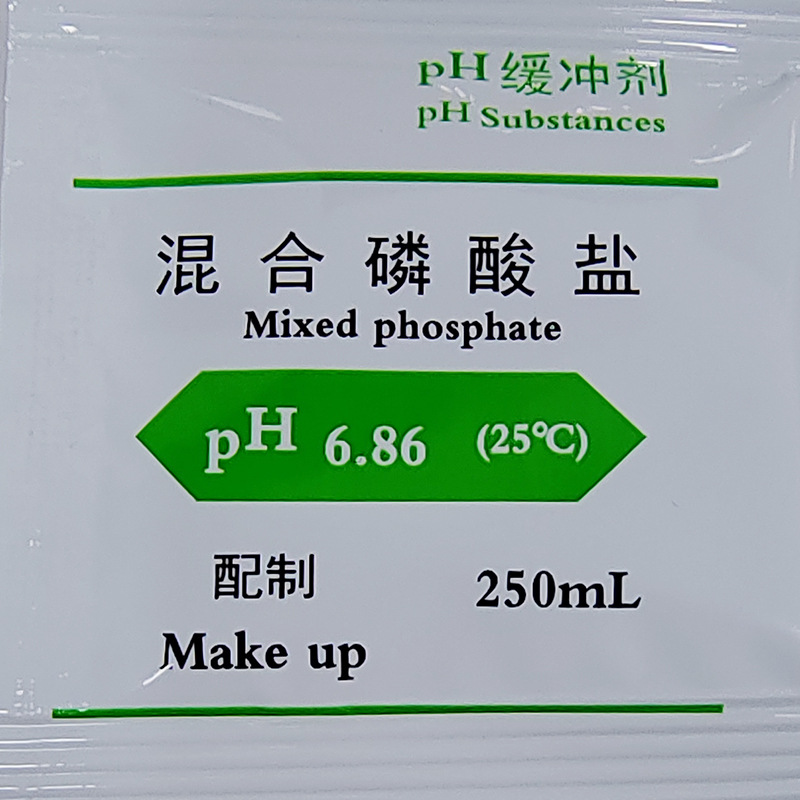 pH 缓冲剂
pH Substances
混合磷酸盐
Mixed phosphate
pH 6.86 (25℃)
配制 250mL
Make up